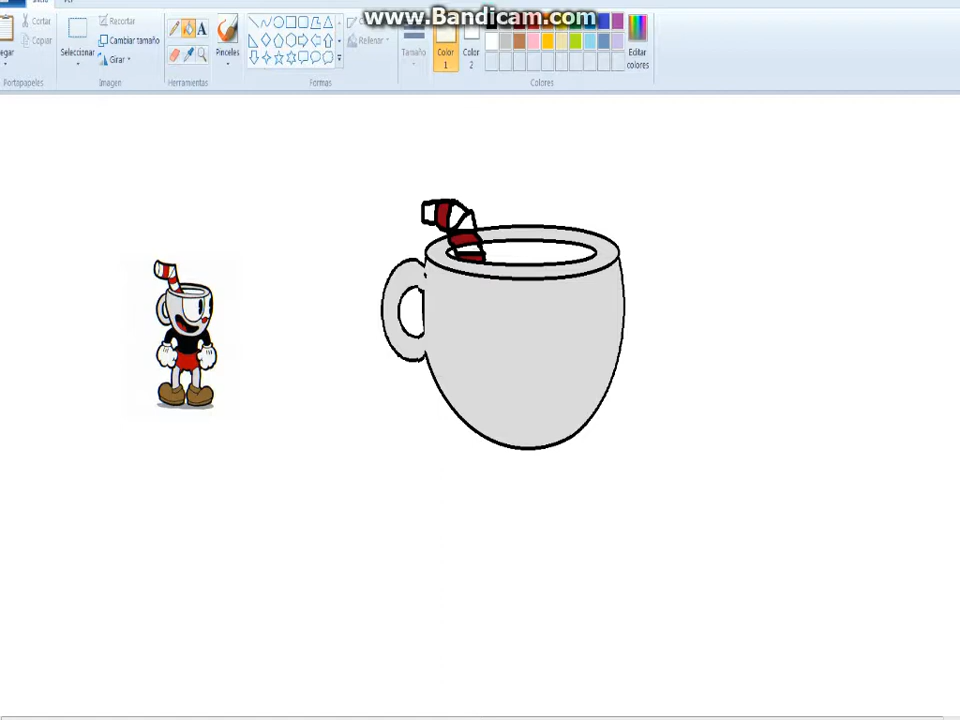 www.Bandicam.com
Cortar
Copiar
Portapapeles
Seleccionar
Recortar
Cambiar tamaño
Girar
Imagen
A
Herramientas
Pinceles
Formas
Rellenar
Tamaño
Color
1
Color
2
Editar
colores
Colores